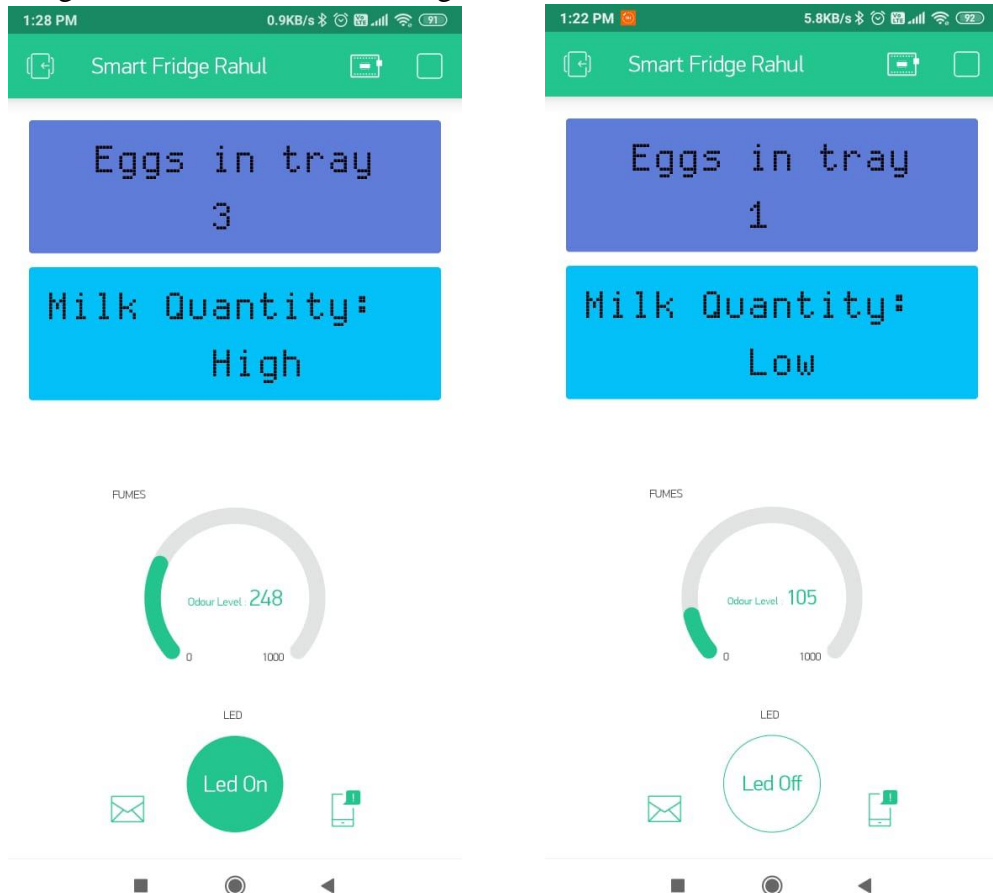 1:28 PM 0.9KB/s 91
Smart Fridge Rahul
Eggs in tray
3
Milk Quantity:
High
FUMES
Odour Level : 248
0 1000
LED
Led On
1:22 PM 5.8KB/s 92
Smart Fridge Rahul
Eggs in tray
1
Milk Quantity:
Low
FUMES
Odour Level : 105
0 1000
LED
Led Off